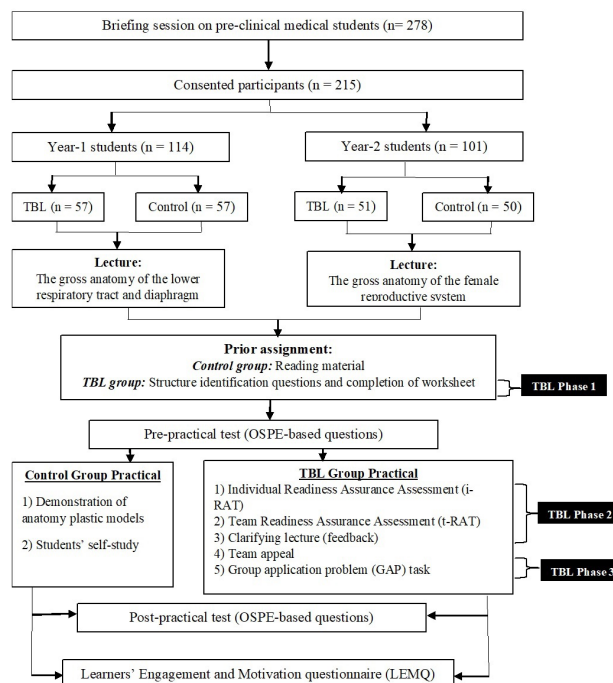 Briefing session on pre-clinical medical students (n= 278)
Consented participants (n = 215)
Year-1 students (n = 114)
Year-2 students (n = 101)
TBL (n = 57)
Control (n = 57)
TBL (n = 51)
Control (n = 50)
Lecture:
The gross anatomy of the lower
respiratory tract and diaphragm
Lecture:
The gross anatomy of the female
reproductive system
Prior assignment:
Control group: Reading material
TBL group: Structure identification questions and completion of worksheet
TBL Phase 1
Pre-practical test (OSPE-based questions)
Control Group Practical
1) Demonstration of
anatomy plastic models
2) Students’ self-study
TBL Group Practical
1) Individual Readiness Assurance Assessment (i-
RAT)
2) Team Readiness Assurance Assessment (t-RAT)
3) Clarifying lecture (feedback)
4) Team appeal
5) Group application problem (GAP) task
TBL Phase 2
TBL Phase 3
Post-practical test (OSPE-based questions)
Learners’ Engagement and Motivation questionnaire (LEMQ)